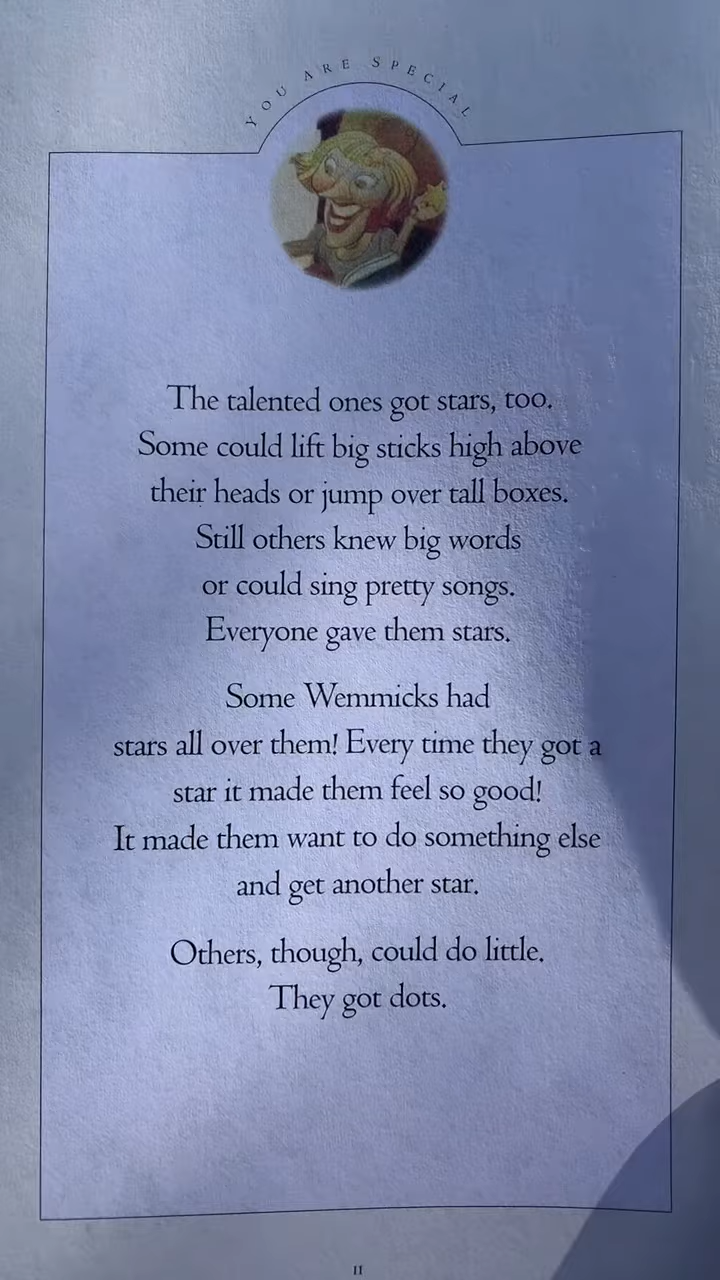 YOU ARE SPECIAL
The talented ones got stars, too.
Some could lift big sticks high above
their heads or jump over tall boxes.
Still others knew big words
or could sing pretty songs.
Everyone gave them stars.
Some Wemmicks had
stars all over them! Every time they got a
star it made them feel so good!
It made them want to do something else
and get another star.
Others, though, could do little.
They got dots.
11